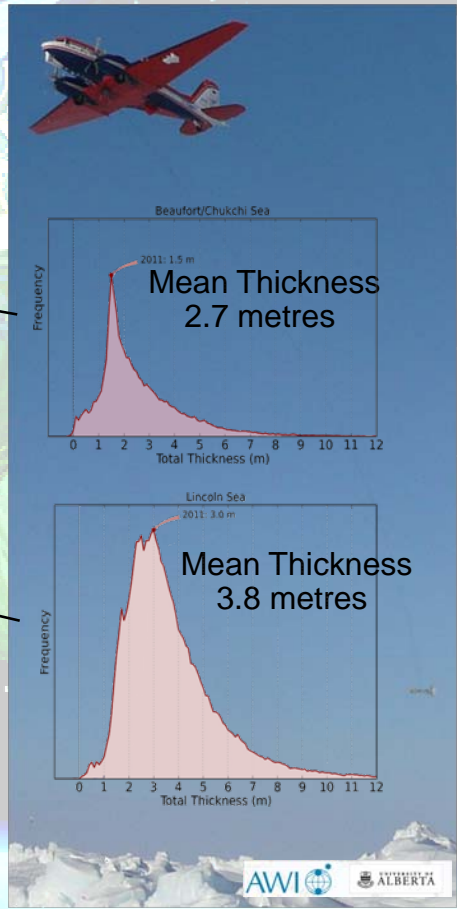 Beaufort/Chukchi Sea
2011: 1.5 m
Mean Thickness
2.7 metres
Frequency
0 1 2 3 4 5 6 7 8 9 10 11 12
Total Thickness (m)
Lincoln Sea
2011: 3.0 m
Mean Thickness
3.8 metres
Frequency
0 1 2 3 4 5 6 7 8 9 10 11 12
Total Thickness (m)
AWI
UNIVERSITY OF
ALBERTA